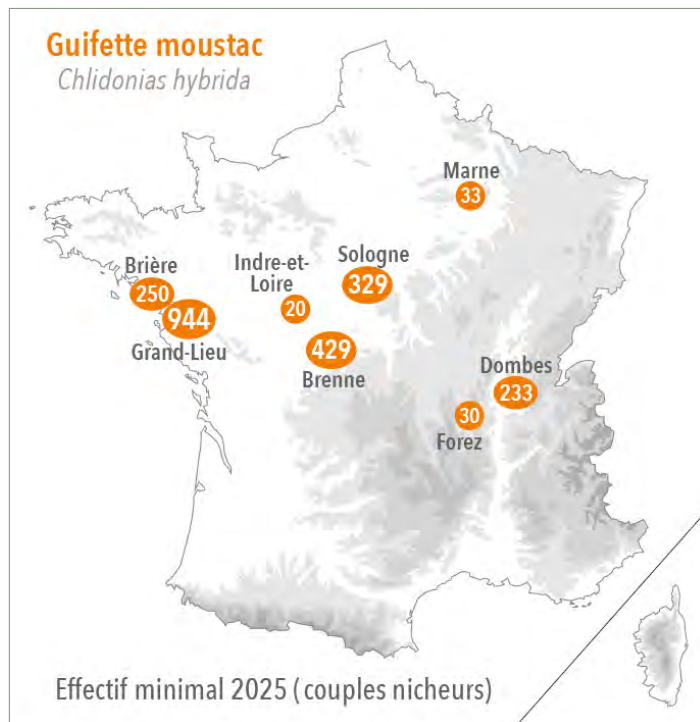 Guifette moustac
Chlidonias hybrida
Marne
33
Brière
250
Indre-et-
Loire
20
Sologne
329
944
Grand-Lieu
429
Brenne
Dombes
233
30
Forez
Effectif minimal 2025 ( couples nicheurs)